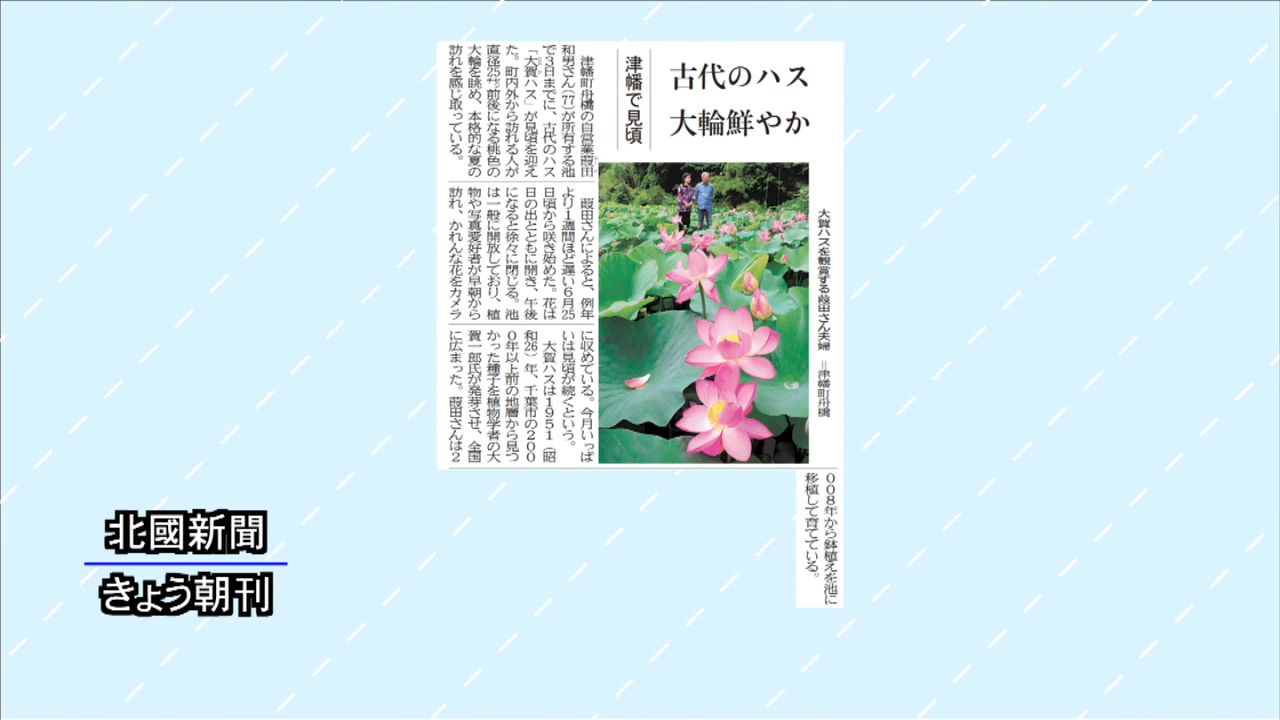 古代のハス
大輪鮮やか
津幡で見頃
津幡町舟橋の自営業葭田
和男さん(77)が所有する池
で3日までに、古代のハス
「大賀ハス」が見頃を迎え
た。町内外から訪れる人が
直径25㌢前後になる桃色の
大輪を眺め、本格的な夏の
訪れを感じ取っている。
葭田さんによると、例年
より1週間ほど遅い6月25
日頃から咲き始めた。花は
日の出とともに開き、午後
になると徐々に閉じる。池
は一般に開放しており、植
物や写真愛好者が早朝から
訪れ、かれんな花をカメラ
に収めている。今月いっぱ
いは見頃が続くという。
大賀ハスは1951(昭
和26)年、千葉市の200
0年以上前の地層から見つ
かった種子を植物学者の大
賀一郎氏が発芽させ、全国
に広まった。葭田さんは2
008年から鉢植えを池に
移植して育てている。
大賀ハスを観賞する葭田さん夫婦 =津幡町舟橋
北國新聞
きょう朝刊